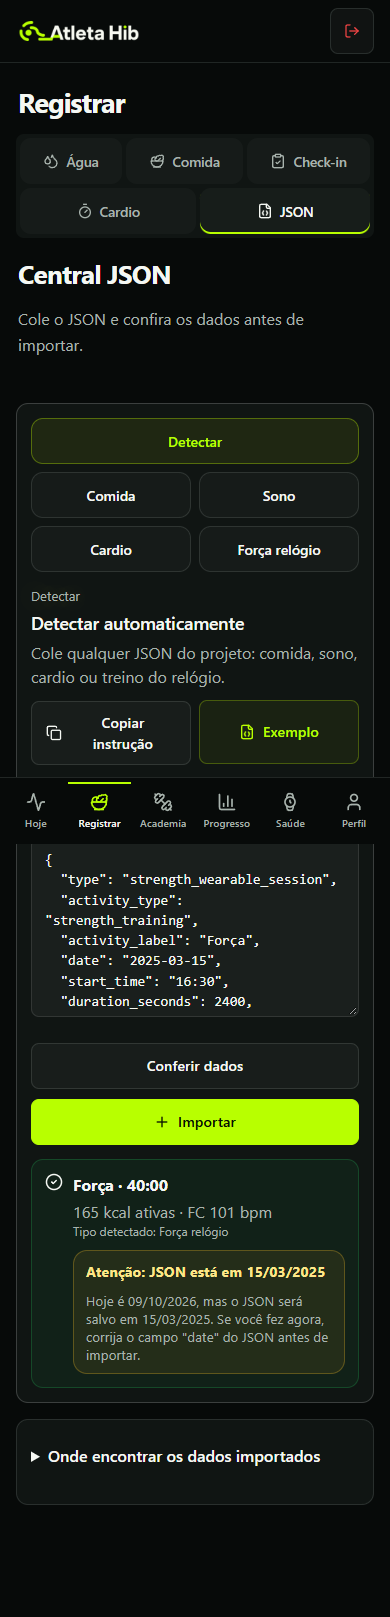 Atleta Hib
Registrar
Água
Comida
Check-in
Cardio
JSON
Central JSON
Cole o JSON e confira os dados antes de
importar.
Detectar
Comida
Sono
Cardio
Força relógio
Detectar
Detectar automaticamente
Cole qualquer JSON do projeto: comida, sono,
cardio ou treino do relógio.
Copiar
instrução
Exemplo
Hoje
Registrar
Academia
Progresso
Saúde
Perfil
{
"type": "strength_wearable_session",
"activity_type":
"strength_training",
"activity_label": "Força",
"date": "2025-03-15",
"start_time": "16:30",
"duration_seconds": 2400,
Conferir dados
+ Importar
Força · 40:00
165 kcal ativas · FC 101 bpm
Tipo detectado: Força relógio
Atenção: JSON está em 15/03/2025
Hoje é 09/10/2026, mas o JSON será
salvo em 15/03/2025. Se você fez agora,
corrija o campo "date" do JSON antes de
importar.
Onde encontrar os dados importados